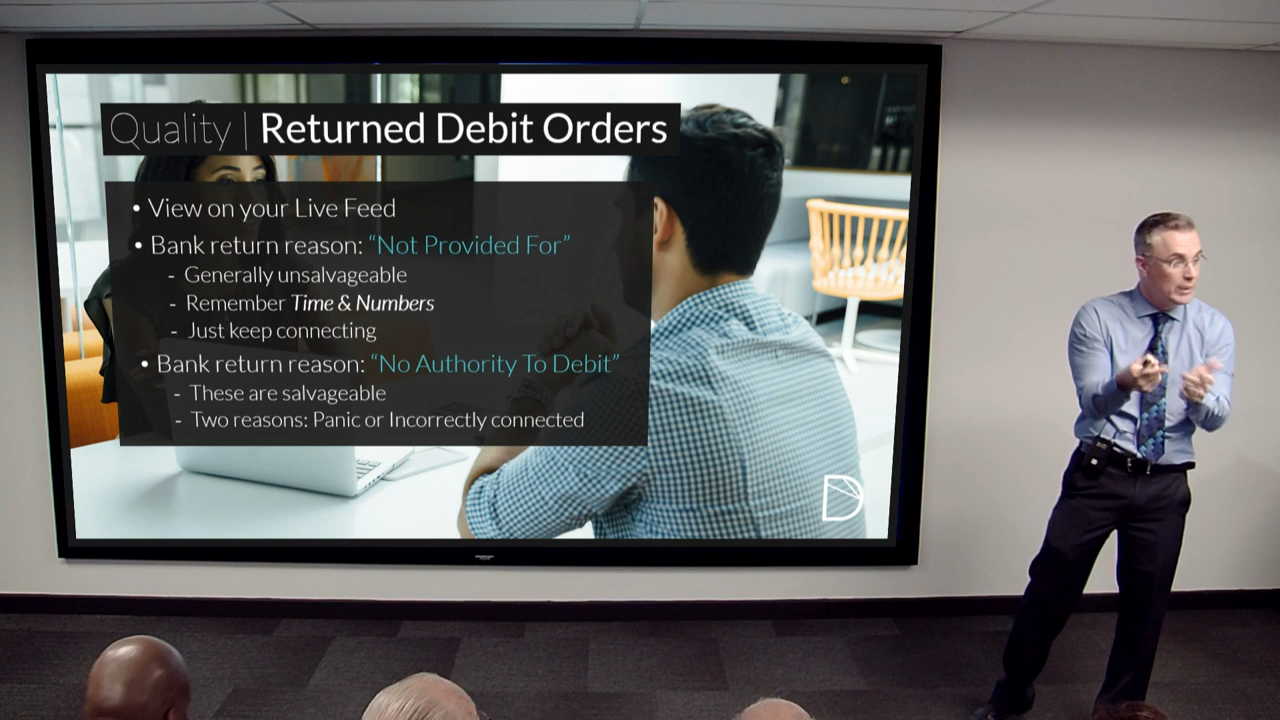 Quality | Returned Debit Orders
• View on your Live Feed
• Bank return reason: “Not Provided For”
- Generally unsalvageable
- Remember Time & Numbers
- Just keep connecting
• Bank return reason: “No Authority To Debit”
- These are salvageable
- Two reasons: Panic or Incorrectly connected